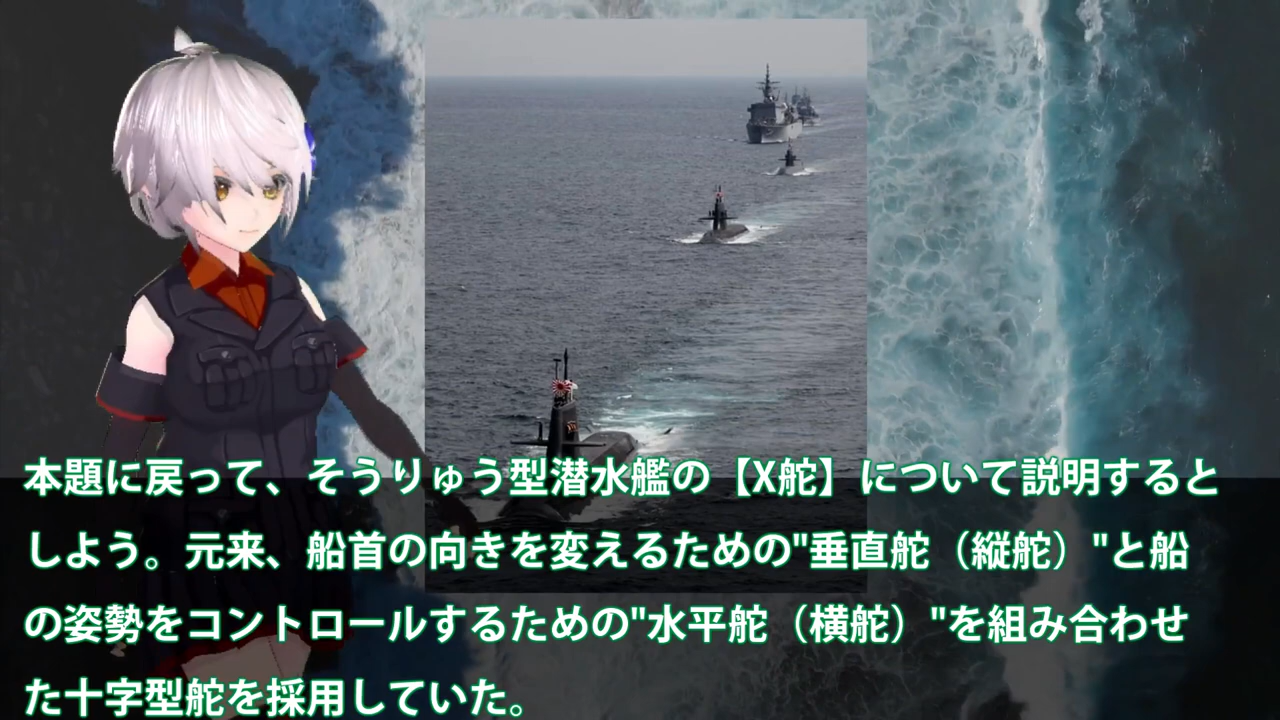 本題に戻って、そうりゅう型潜水艦の【X舵】について説明すると
しよう。元来、船首の向きを変えるための"垂直舵（縦舵）"と船
の姿勢をコントロールするための"水平舵（横舵）"を組み合わせ
た十字型舵を採用していた。